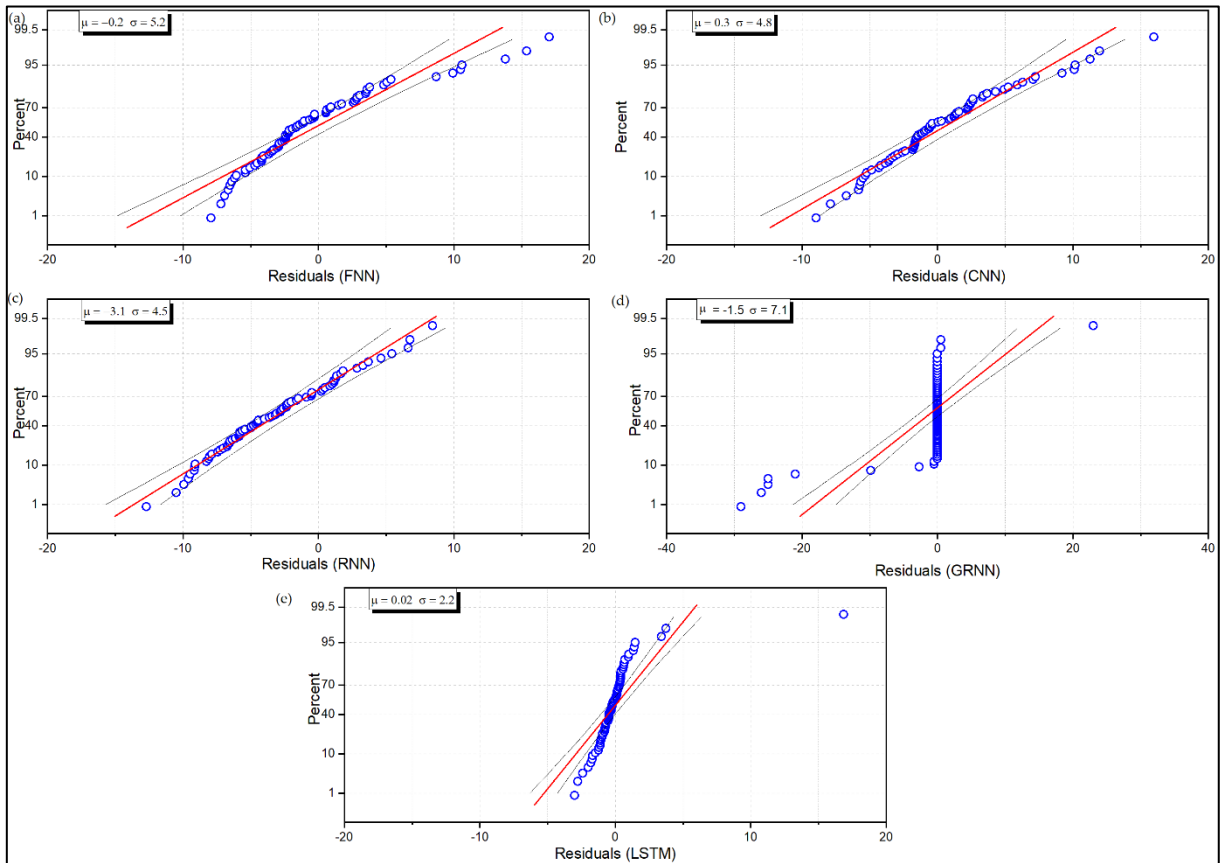 (a)
μ = −0.2 σ = 5.2
99.5
95
70
40
10
1
Percent
-20
-10
0
10
20
Residuals (FNN)
(b)
μ = 0.3 σ = 4.8
99.5
95
70
40
10
1
Percent
-20
-10
0
10
20
Residuals (CNN)
(c)
μ = 3.1 σ = 4.5
99.5
95
70
40
10
1
Percent
-20
-10
0
10
20
Residuals (RNN)
(d)
μ = -1.5 σ = 7.1
99.5
95
70
40
10
1
Percent
-40
-20
0
20
40
Residuals (GRNN)
(e)
μ = 0.02 σ = 2.2
99.5
95
70
40
10
1
Percent
-20
-10
0
10
20
Residuals (LSTM)